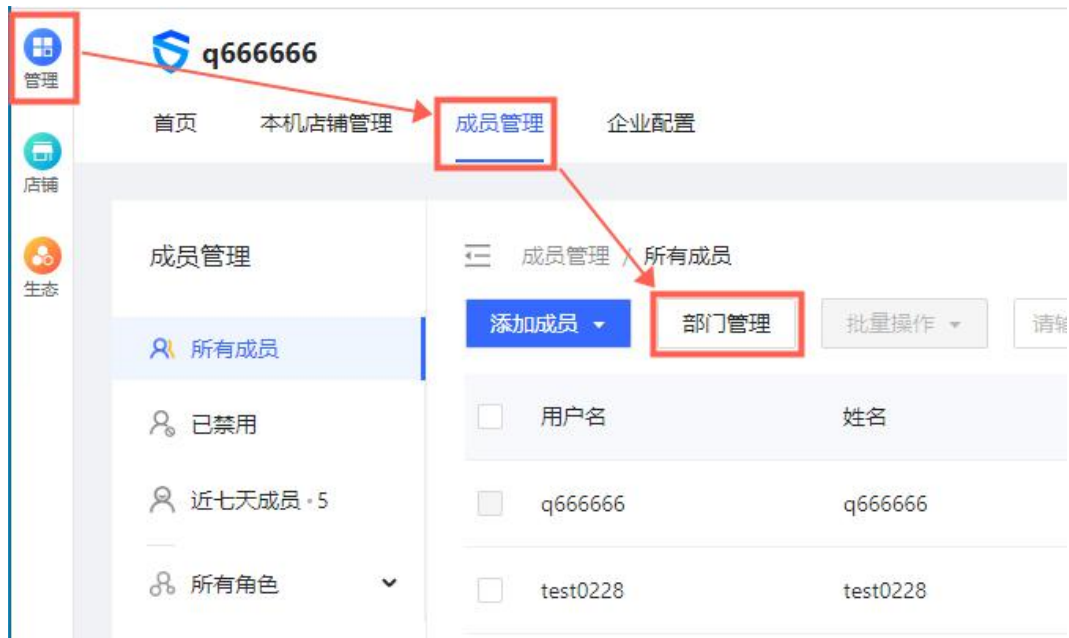 管理
店铺
生态
q666666
首页 本机店铺管理 成员管理 企业配置
成员管理
所有成员
已禁用
近七天成员·5
所有角色
成员管理 / 所有成员
添加成员 部门管理 批量操作 请输
用户名 姓名
q666666 q666666
test0228 test0228